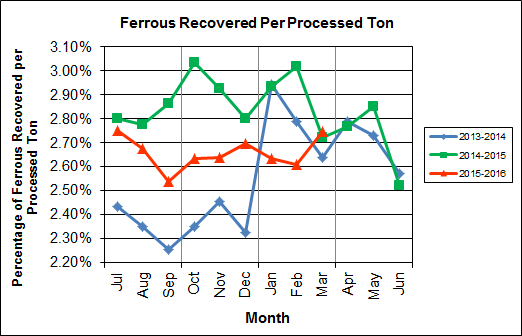 Ferrous Recovered Per Processed Ton
Percentage of Ferrous Recovered per
Processed Ton
3.10%
3.00%
2.90%
2.80%
2.70%
2.60%
2.50%
2.40%
2.30%
2.20%
Jul
Aug
Sep
Oct
Nov
Dec
Jan
Feb
Mar
Apr
May
Jun
Month
2013-2014
2014-2015
2015-2016